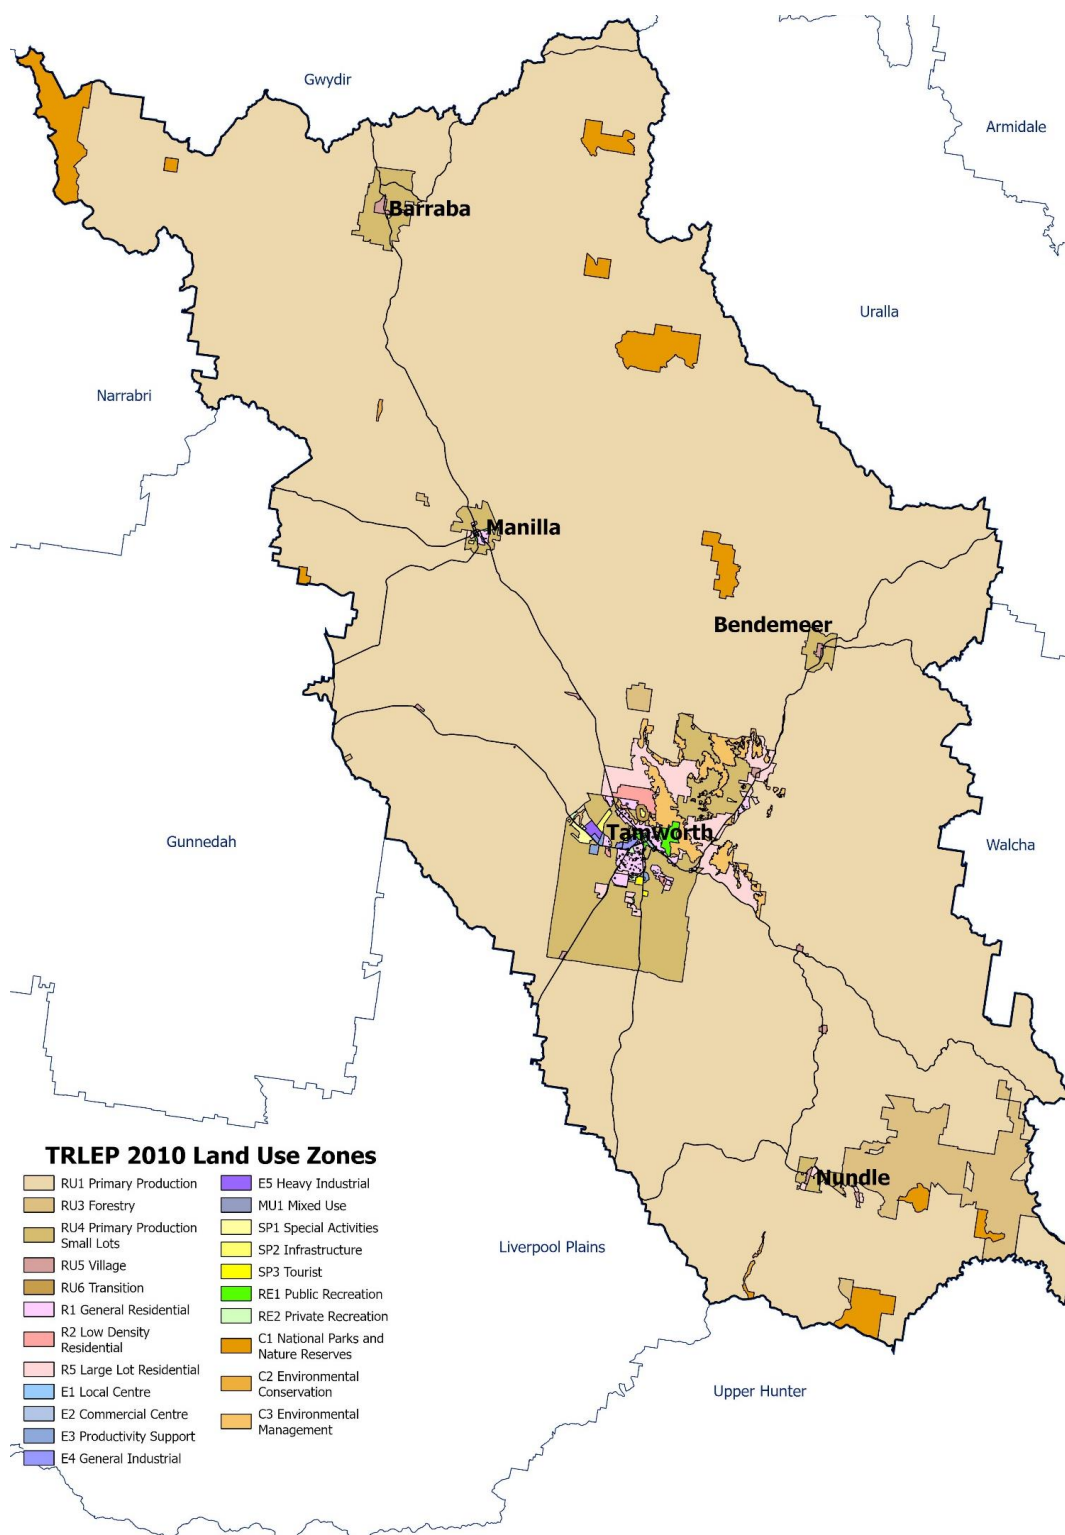 Gwydir
Armidale
Barraba
Uralla
Narrabri
Manilla
Bendemeer
Tamworth
Gunnedah
Walcha
Nundle
Liverpool Plains
Upper Hunter
TRLEP 2010 Land Use Zones
RU1 Primary Production
RU3 Forestry
RU4 Primary Production
Small Lots
RU5 Village
RU6 Transition
R1 General Residential
R2 Low Density
Residential
R5 Large Lot Residential
E1 Local Centre
E2 Commercial Centre
E3 Productivity Support
E4 General Industrial
E5 Heavy Industrial
MU1 Mixed Use
SP1 Special Activities
SP2 Infrastructure
SP3 Tourist
RE1 Public Recreation
RE2 Private Recreation
C1 National Parks and
Nature Reserves
C2 Environmental
Conservation
C3 Environmental
Management